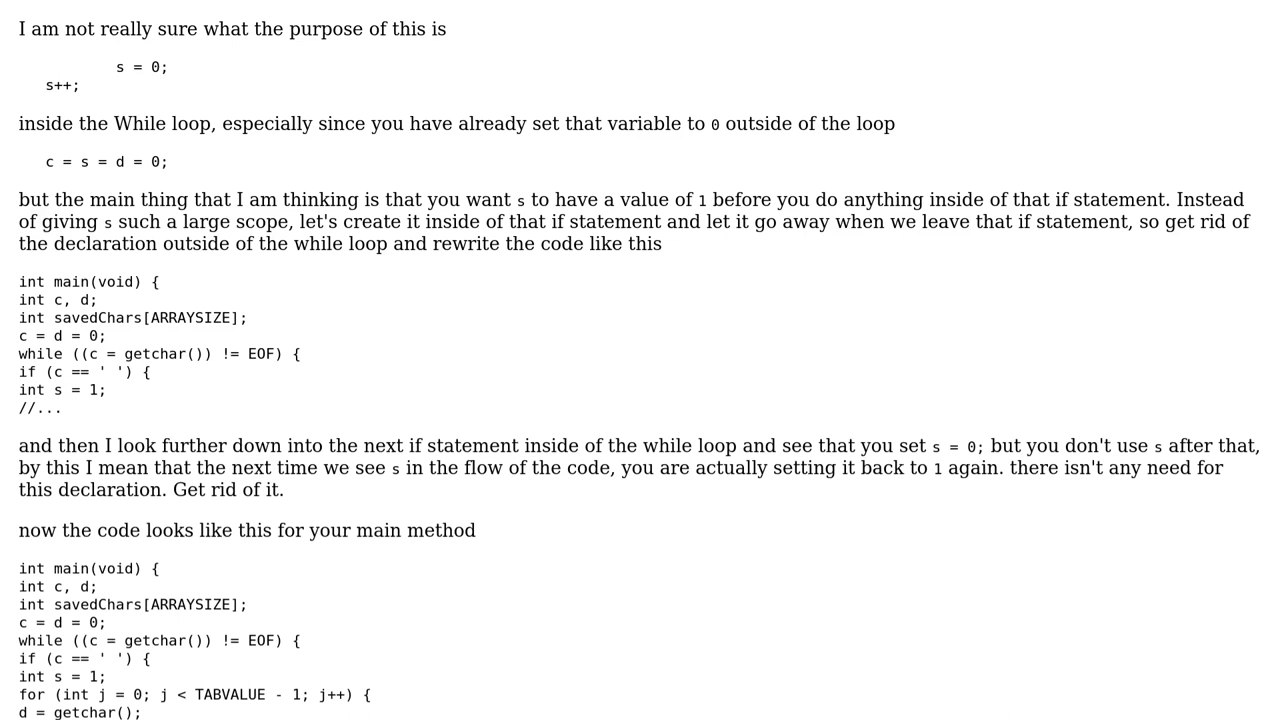 I am not really sure what the purpose of this is
s = 0;
s++;
inside the While loop, especially since you have already set that variable to 0 outside of the loop
c = s = d = 0;
but the main thing that I am thinking is that you want s to have a value of 1 before you do anything inside of that if statement. Instead
of giving s such a large scope, let's create it inside of that if statement and let it go away when we leave that if statement, so get rid of
the declaration outside of the while loop and rewrite the code like this
int main(void) {
int c, d;
int savedChars[ARRAYSIZE];
c = d = 0;
while ((c = getchar()) != EOF) {
if (c == ' ') {
int s = 1;
//...
and then I look further down into the next if statement inside of the while loop and see that you set s = 0; but you don't use s after that,
by this I mean that the next time we see s in the flow of the code, you are actually setting it back to 1 again. there isn't any need for
this declaration. Get rid of it.
now the code looks like this for your main method
int main(void) {
int c, d;
int savedChars[ARRAYSIZE];
c = d = 0;
while ((c = getchar()) != EOF) {
if (c == ' ') {
int s = 1;
for (int j = 0; j < TABVALUE - 1; j++) {
d = getchar();